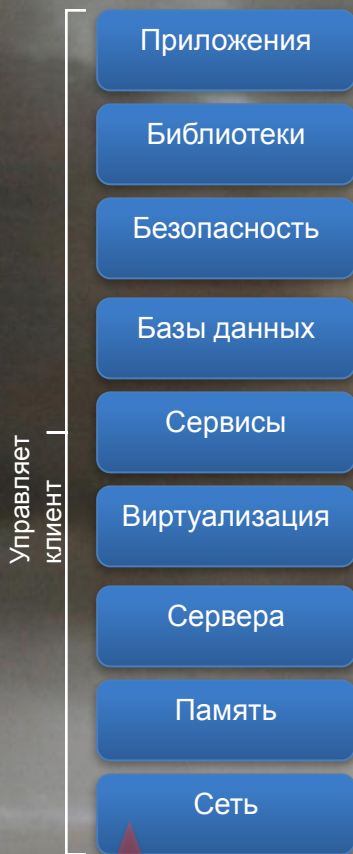 Приложения
Библиотеки
Безопасность
Базы данных
Сервисы
Виртуализация
Сервера
Память
Сеть
Управляет
клиент